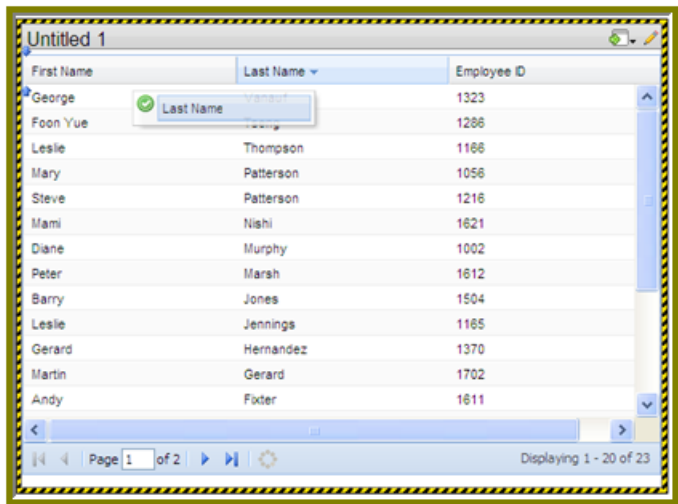 Untitled 1
First Name Last Name Employee ID
George 1323
Last Name
Foon Yue Tseng 1286
Leslie Thompson 1166
Mary Patterson 1056
Steve Patterson 1216
Mami Nishi 1621
Diane Murphy 1002
Peter Marsh 1612
Barry Jones 1504
Leslie Jennings 1165
Gerard Hernandez 1370
Martin Gerard 1702
Andy Fixter 1611
Page 1 of 2 Displaying 1 - 20 of 23